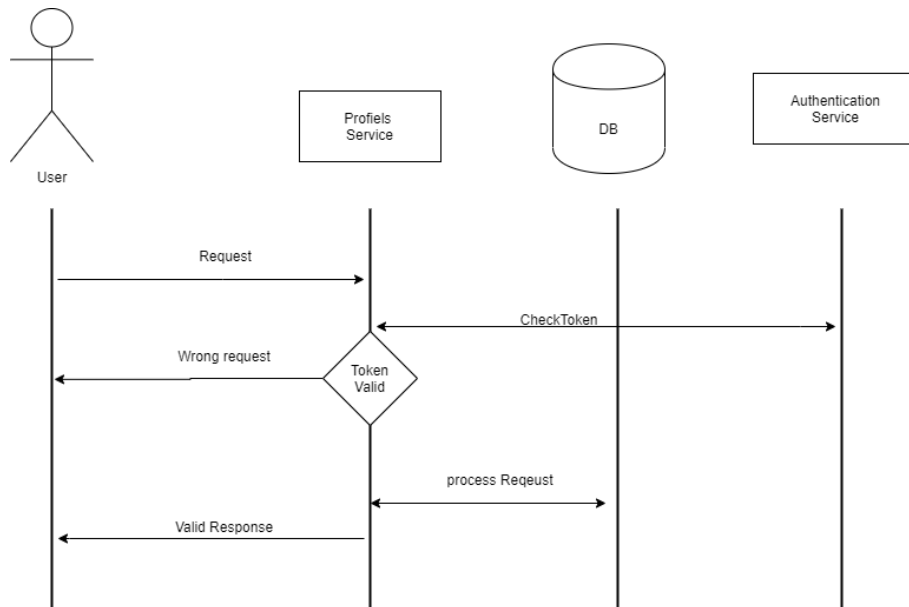 Profiels
Service
DB
Authentication
Service
User
Request
CheckToken
Wrong request
Token
Valid
process Reqeust
Valid Response